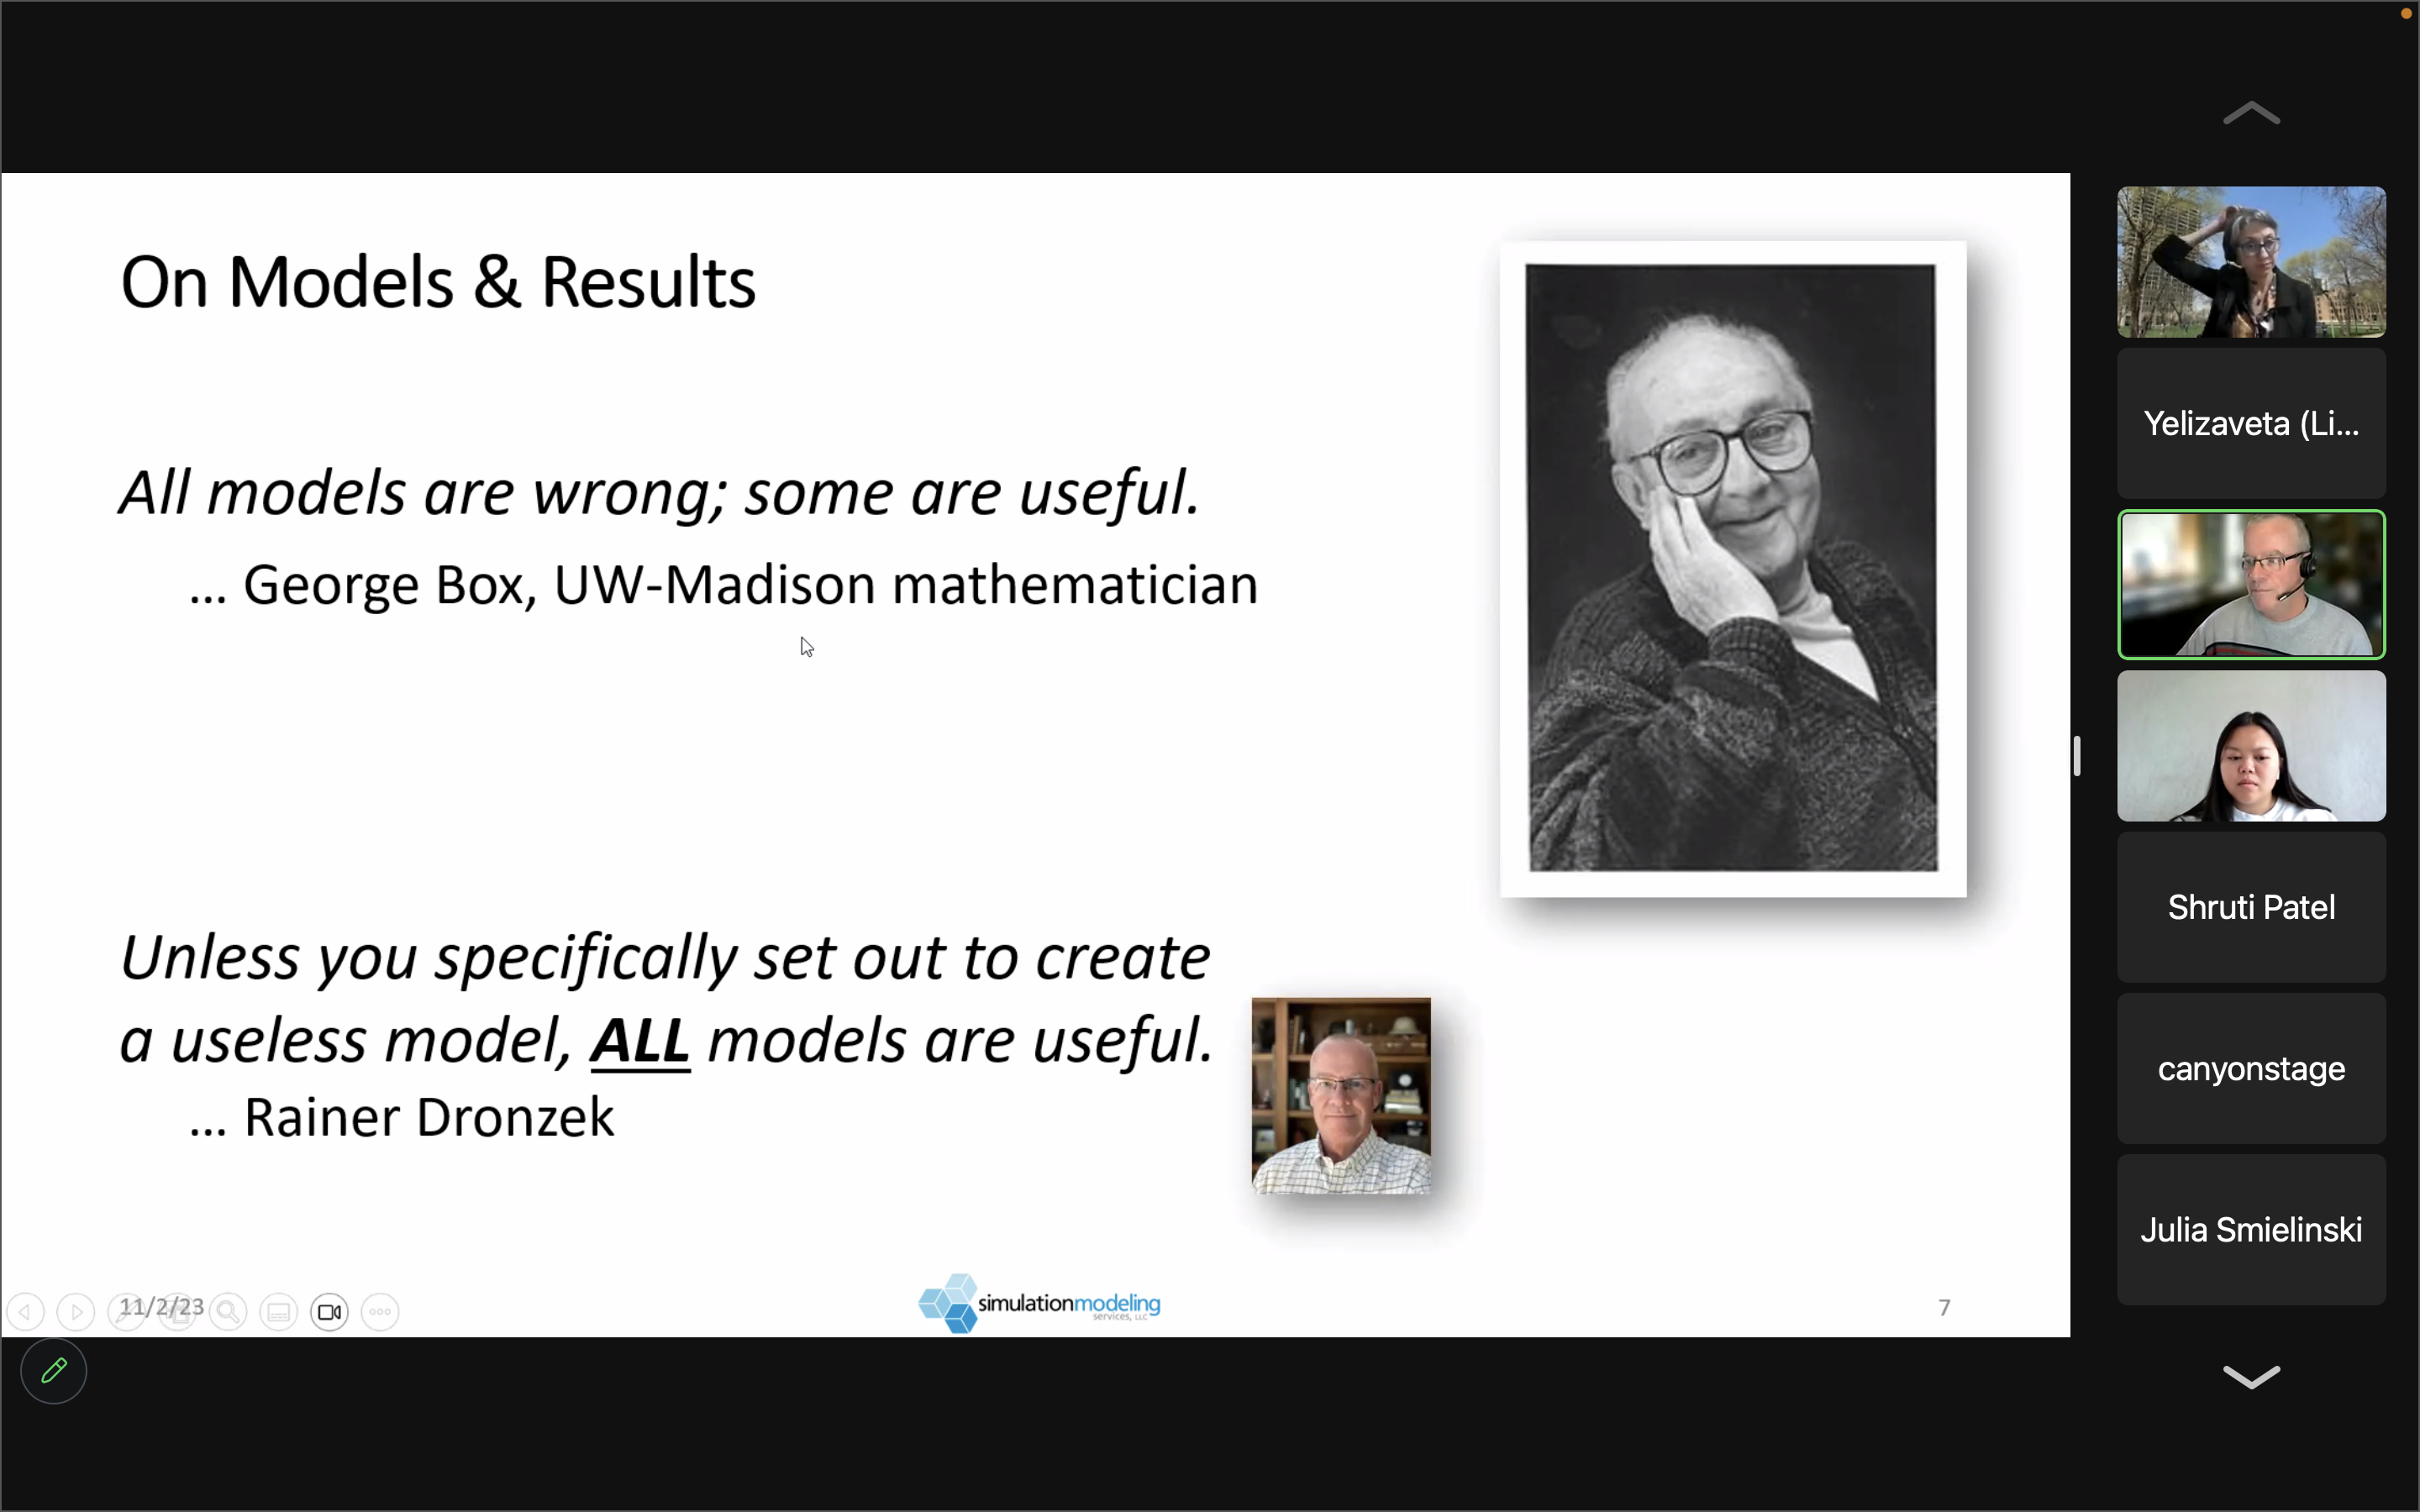 On Models & Results
All models are wrong; some are useful.
... George Box, UW-Madison mathematician
Unless you specifically set out to create
a useless model, ALL models are useful.
... Rainer Dronzek
11/2/23
simulationmodeling
services, LLC
7
Yelizaveta (Li...
Shruti Patel
canyonstage
Julia Smielinski